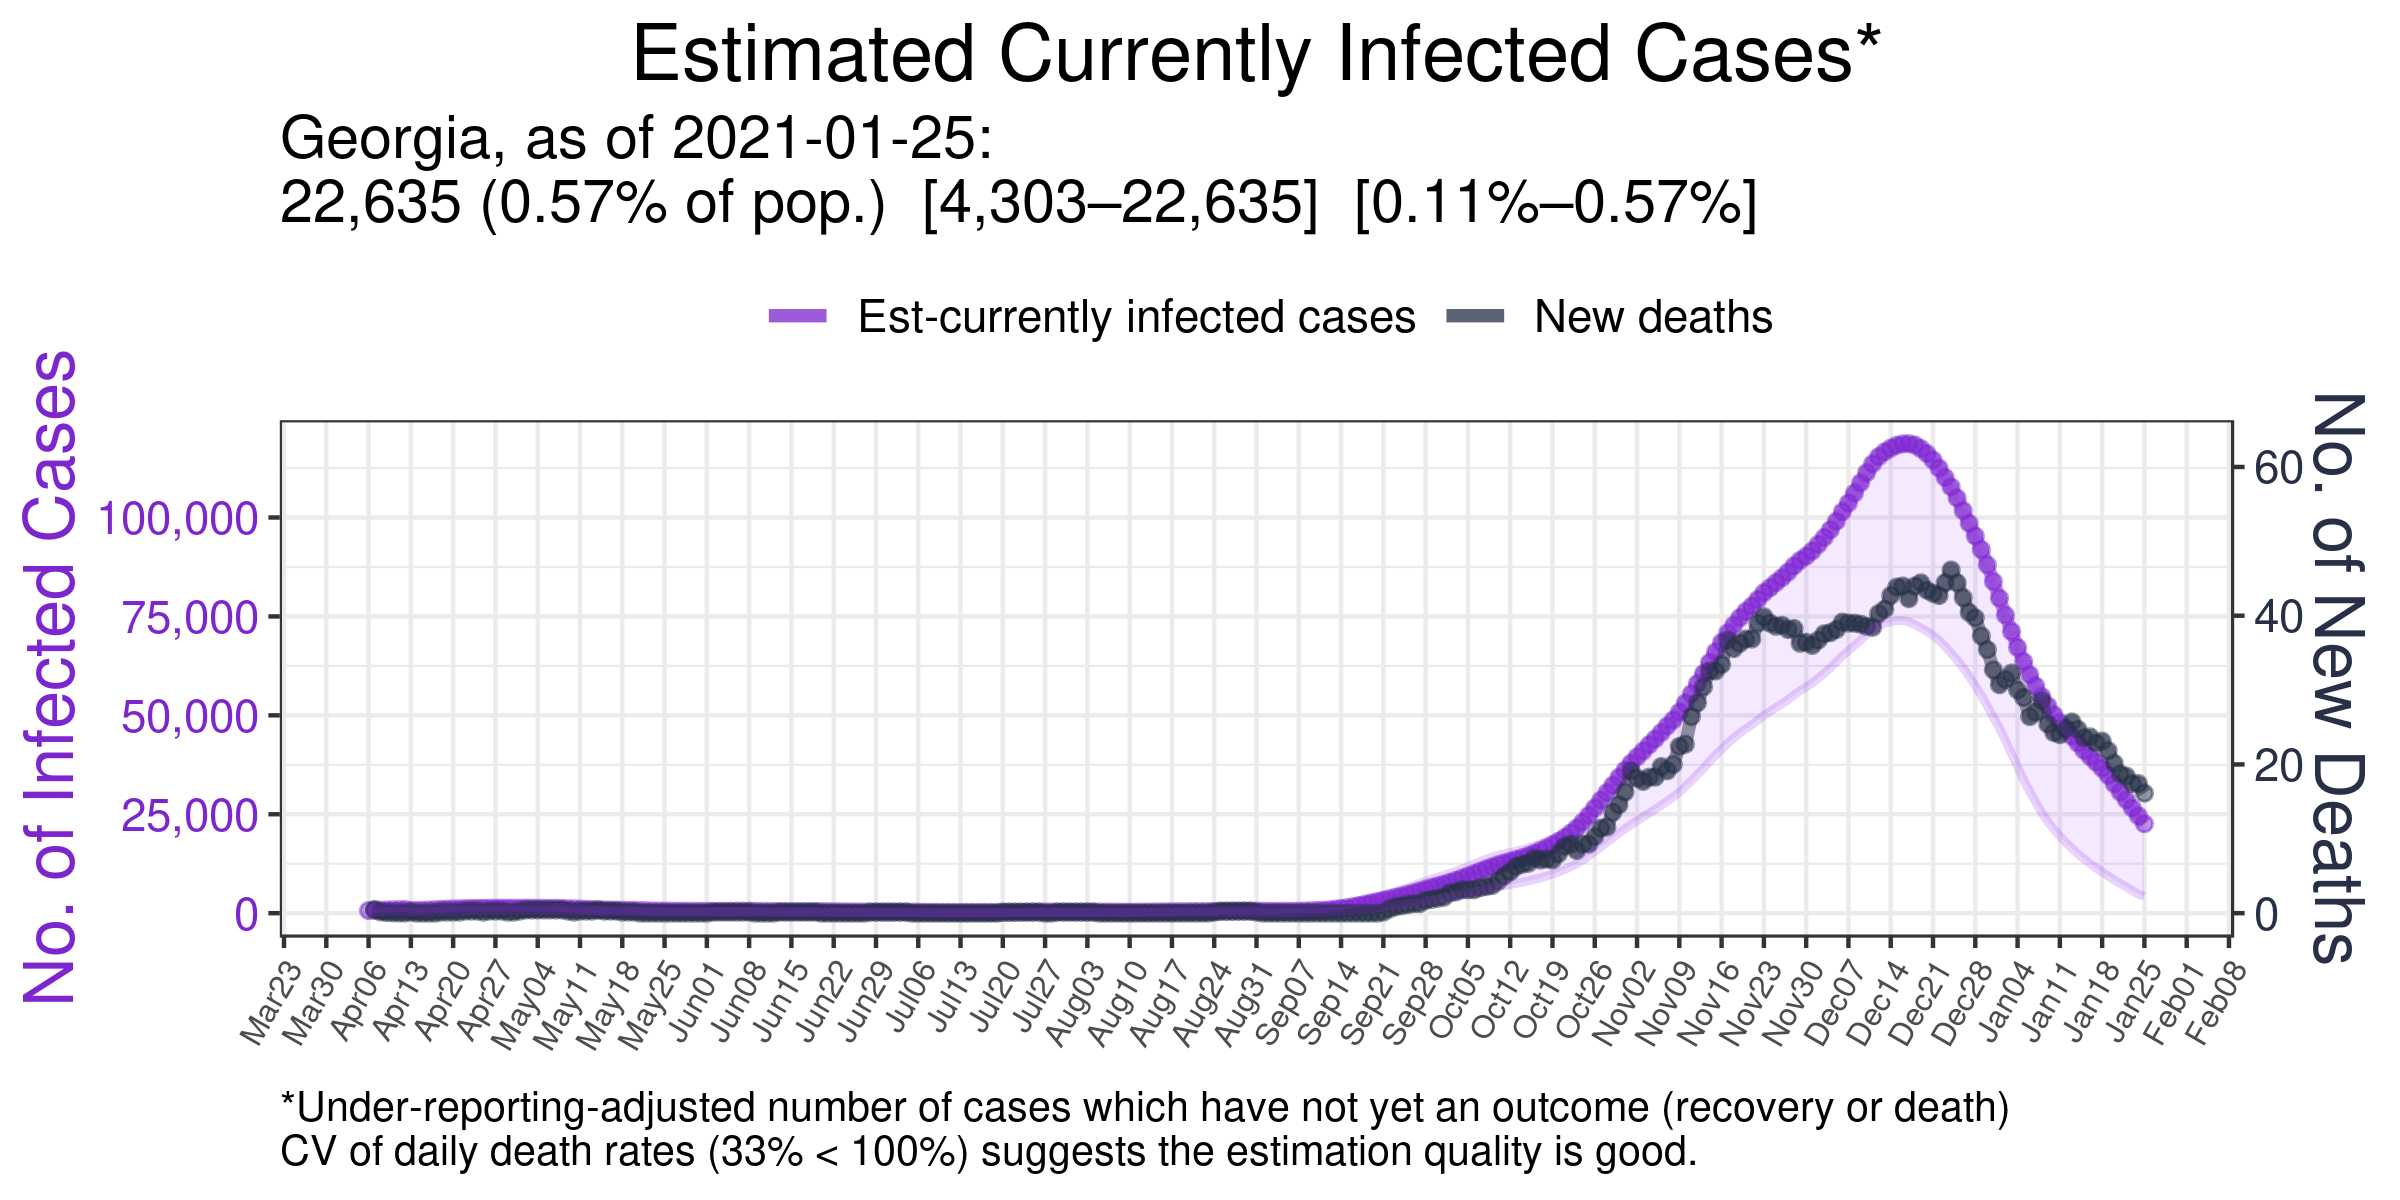 Estimated Currently Infected Cases*
Georgia, as of 2021-01-25:
22,635 (0.57% of pop.) [4,303–22,635] [0.11%–0.57%]
Est-currently infected cases New deaths
No. of Infected Cases
100,000
75,000
50,000
25,000
0
60
40
20
0
No. of New Deaths
Mar23 Mar30 Apr06 Apr13 Apr20 Apr27 May04 May11 May18 May25 Jun01 Jun08 Jun15 Jun22 Jun29 Jul06 Jul13 Jul20 Jul27 Aug03 Aug10 Aug17 Aug24 Aug31 Sep07 Sep14 Sep21 Sep28 Oct05 Oct12 Oct19 Oct26 Nov02 Nov09 Nov16 Nov23 Nov30 Dec07 Dec14 Dec21 Dec28 Jan04 Jan11 Jan18 Jan25 Feb01 Feb08
*Under-reporting-adjusted number of cases which have not yet an outcome (recovery or death)
CV of daily death rates (33% < 100%) suggests the estimation quality is good.